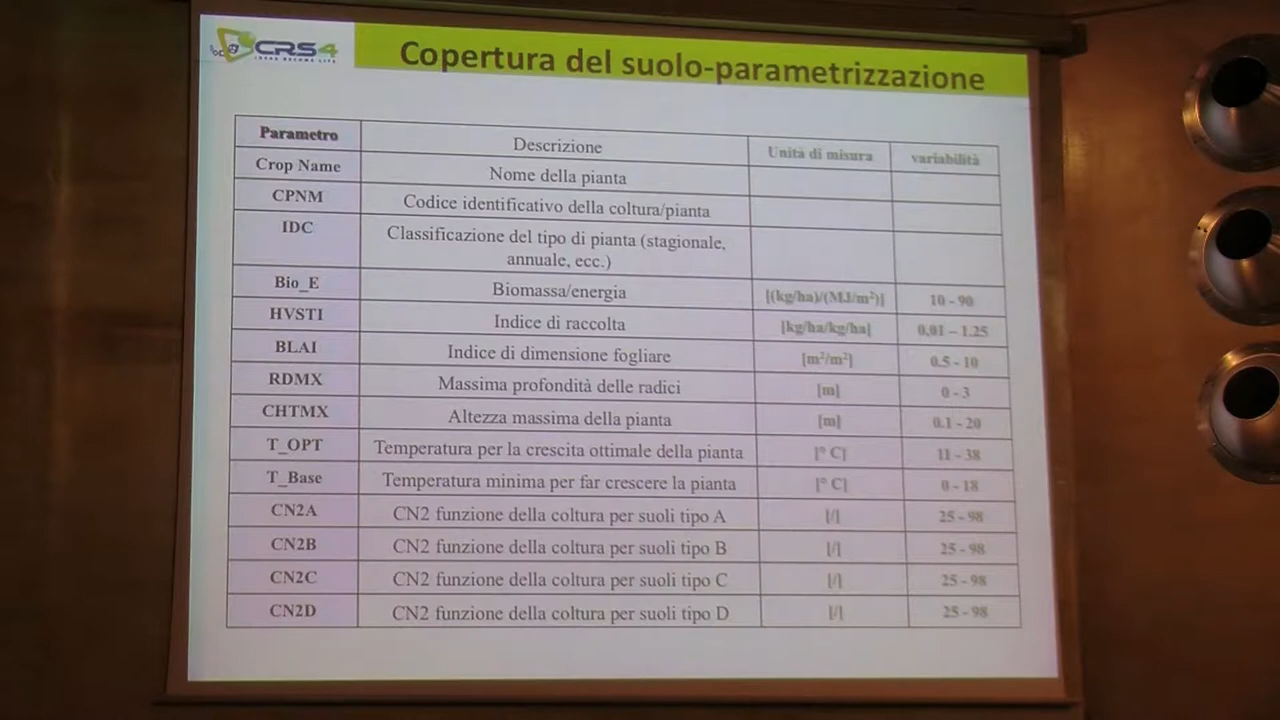 CRS4
Copertura del suolo-parametrizzazione
Parametro Descrizione Unità di misura variabilità
Crop Name Nome della pianta
CPNM Codice identificativo della coltura/pianta
IDC Classificazione del tipo di pianta (stagionale,
annuale, ecc.)
Bio_E Biomassa/energia [(kg/ha)/(MJ/m²)] 10 - 90
HVSTI Indice di raccolta [kg/ha/kg/ha] 0,01 – 1.25
BLAI Indice di dimensione fogliare [m²/m²] 0.5 - 10
RDMX Massima profondità delle radici [m] 0 - 3
CHTMX Altezza massima della pianta [m] 0.1 - 20
T_OPT Temperatura per la crescita ottimale della pianta [° C] 11 - 38
T_Base Temperatura minima per far crescere la pianta [° C] 0 - 18
CN2A CN2 funzione della coltura per suoli tipo A [/] 25 - 98
CN2B CN2 funzione della coltura per suoli tipo B [/] 25 - 98
CN2C CN2 funzione della coltura per suoli tipo C [/] 25 - 98
CN2D CN2 funzione della coltura per suoli tipo D [/] 25 - 98